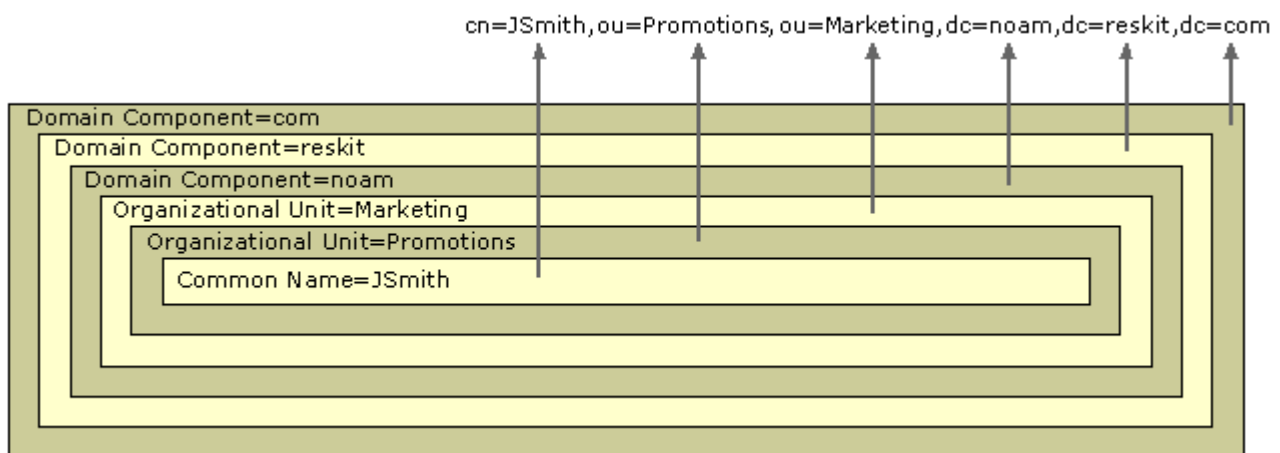 cn=JSmith,ou=Promotions,ou=Marketing,dc=noam,dc=reskit,dc=com
Domain Component=com
Domain Component=reskit
Domain Component=noam
Organizational Unit=Marketing
Organizational Unit=Promotions
Common Name=JSmith